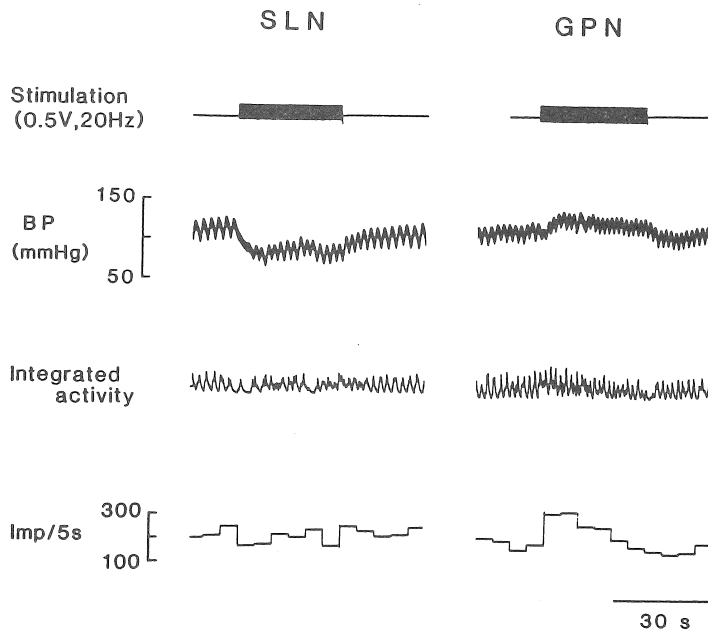 SLN
GPN
Stimulation
(0.5V,20Hz)
BP
(mmHg)
150
50
Integrated
activity
Imp/5s
300
100
30 s